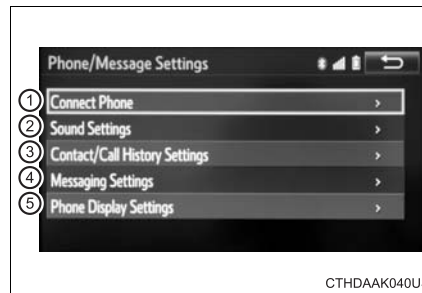 Phone/Message Settings
1 Connect Phone >
2 Sound Settings >
3 Contact/Call History Settings >
4 Messaging Settings >
5 Phone Display Settings >
CTHDAAK040U